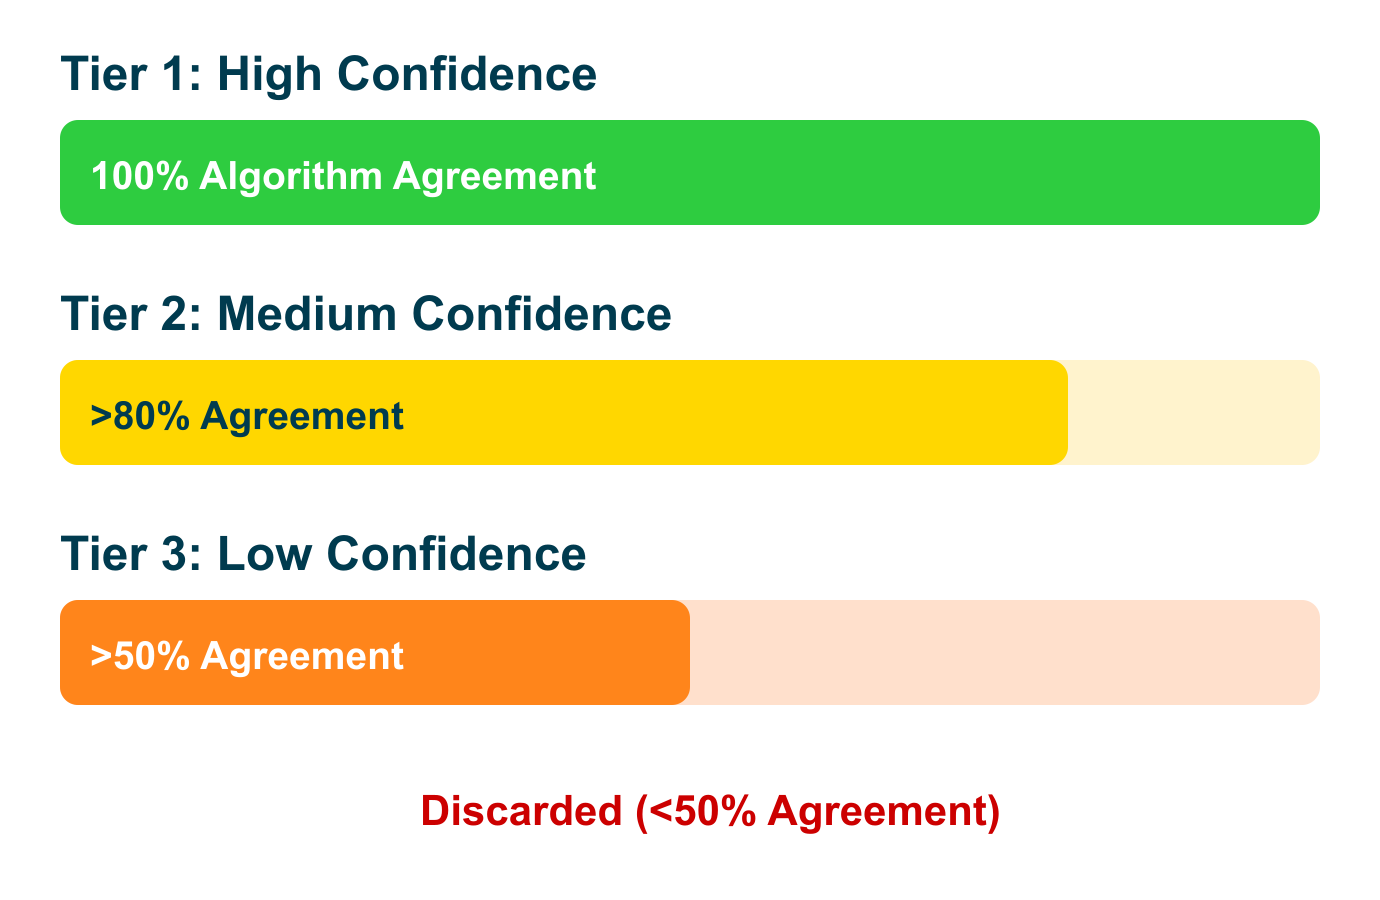 Tier 1: High Confidence
100% Algorithm Agreement
Tier 2: Medium Confidence
>80% Agreement
Tier 3: Low Confidence
>50% Agreement
Discarded (<50% Agreement)